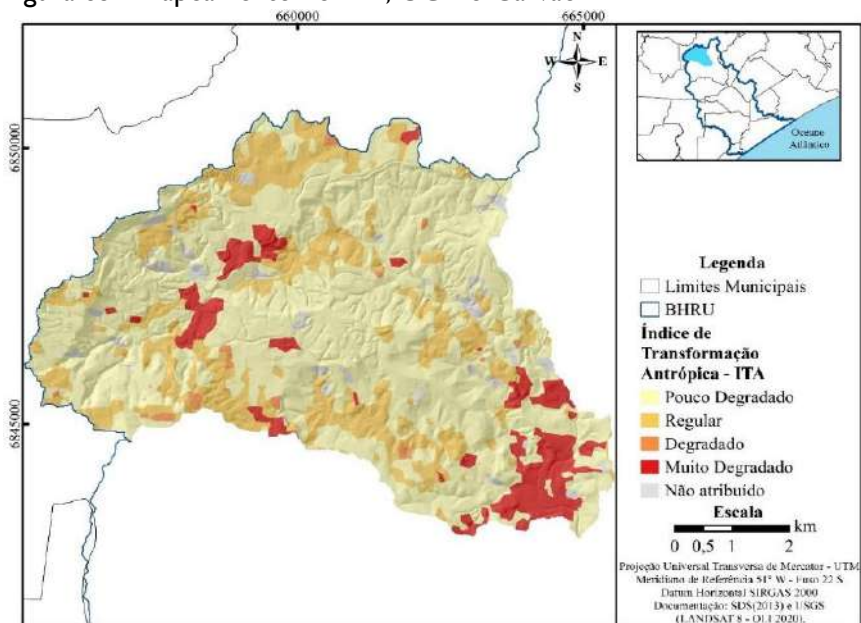 660000
665000
N
W E
S
6850000
6845000
Oceano
Atlântico
Legenda
Limites Municipais
BHRU
Índice de
Transformação
Antrópica - ITA
Pouco Degradado
Regular
Degradado
Muito Degradado
Não atribuído
Escala
km
0 0,5 1 2
Projeção Universal Transversa de Mercator - UTM
Meridiano de Referência 51° W - Fuso 22 S
Datum Horizontal SIRGAS 2000
Documentação: SDS(2013) e USGS
(LANDSAT 8 - OLI 2020).